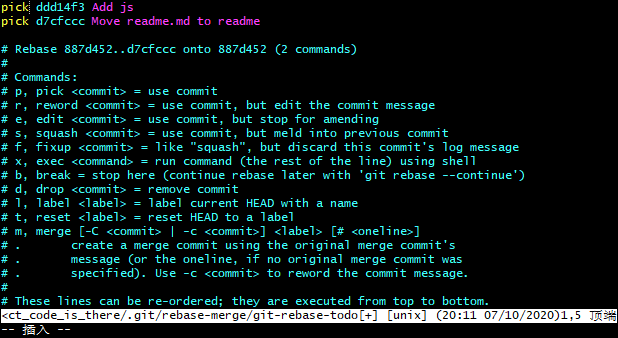 pick ddd14f3 Add js
pick d7cfccc Move readme.md to readme
# Rebase 887d452..d7cfccc onto 887d452 (2 commands)
#
# Commands:
# p, pick <commit> = use commit
# r, reword <commit> = use commit, but edit the commit message
# e, edit <commit> = use commit, but stop for amending
# s, squash <commit> = use commit, but meld into previous commit
# f, fixup <commit> = like "squash", but discard this commit's log message
# x, exec <command> = run command (the rest of the line) using shell
# b, break = stop here (continue rebase later with 'git rebase --continue')
# d, drop <commit> = remove commit
# l, label <label> = label current HEAD with a name
# t, reset <label> = reset HEAD to a label
# m, merge [-C <commit> | -c <commit>] <label> [# <oneline>]
# .       create a merge commit using the original merge commit's
# .       message (or the oneline, if no original merge commit was
# .       specified). Use -c <commit> to reword the commit message.
#
# These lines can be re-ordered; they are executed from top to bottom.
<ct_code_is_there/.git/rebase-merge/git-rebase-todo[+] [unix] (20:11 07/10/2020)1,5 顶端
-- 插入 --